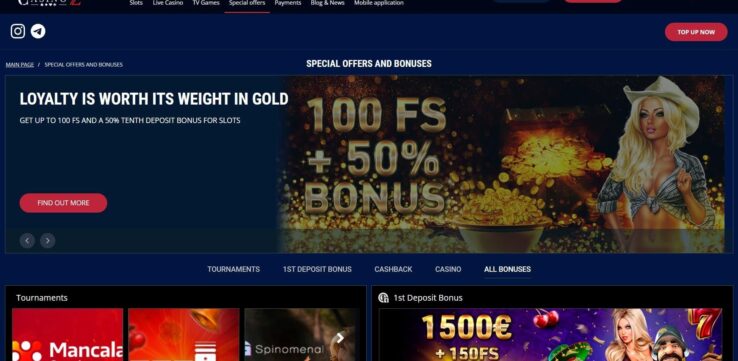 CASINO Z
Slots Live Casino TV Games Special offers Payments Blog & News Mobile application
TOP UP NOW
MAIN PAGE / SPECIAL OFFERS AND BONUSES
SPECIAL OFFERS AND BONUSES
LOYALTY IS WORTH ITS WEIGHT IN GOLD
GET UP TO 100 FS AND A 50% TENTH DEPOSIT BONUS FOR SLOTS
100 FS
+ 50%
BONUS
FIND OUT MORE
TOURNAMENTS 1ST DEPOSIT BONUS CASHBACK CASINO ALL BONUSES
Tournaments
1st Deposit Bonus
Mancala
Spinomenal
1500€
+ 150FS
7